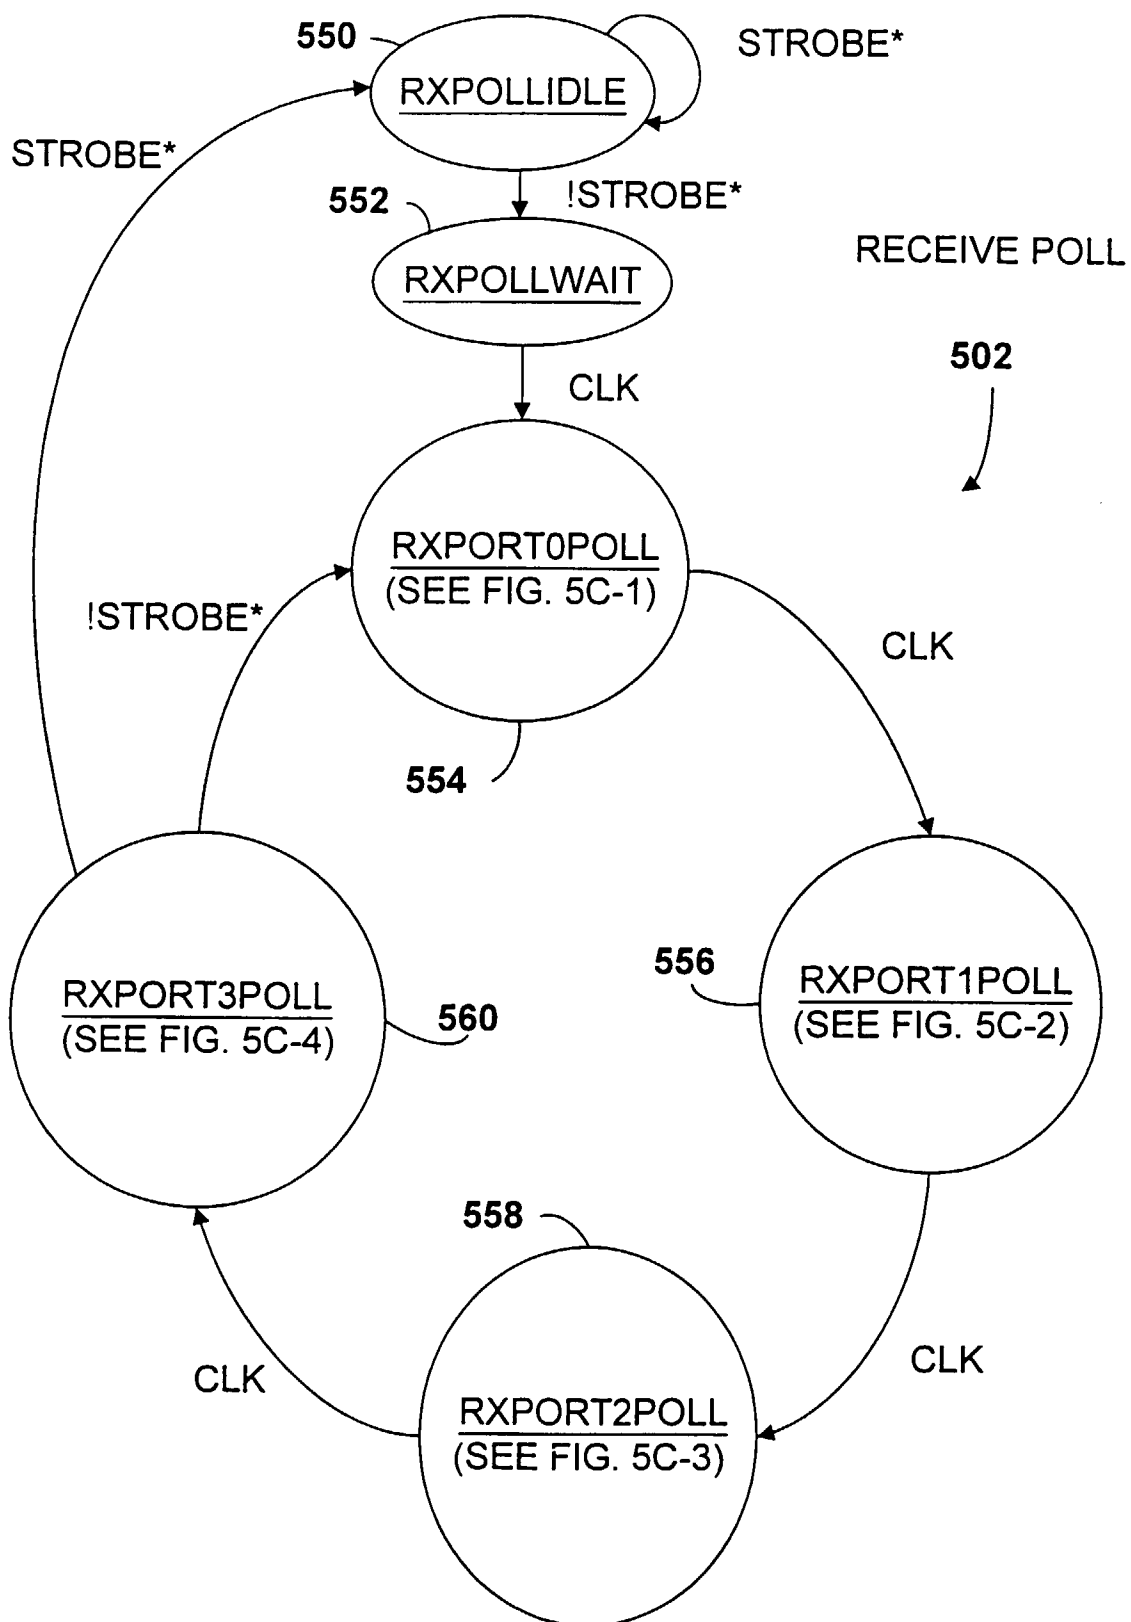 550
STROBE*
RXPOLLIDLE
STROBE*
!STROBE*
552
RECEIVE POLL
RXPOLLWAIT
502
CLK
RXPORT0POLL
(SEE FIG. 5C-1)
!STROBE*
CLK
554
556
RXPORT1POLL
(SEE FIG. 5C-2)
RXPORT3POLL
(SEE FIG. 5C-4)
560
558
CLK
CLK
RXPORT2POLL
(SEE FIG. 5C-3)